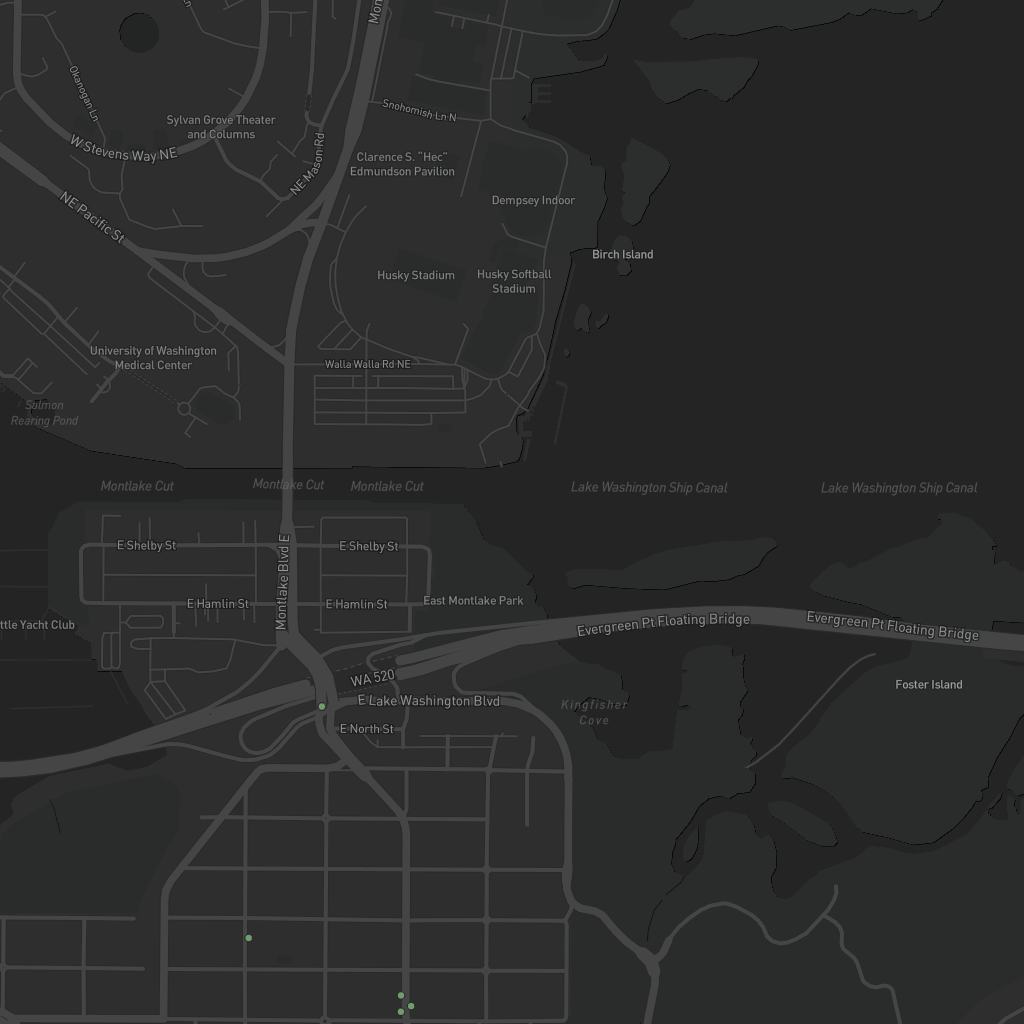 Mon
Okanogan Ln
Sylvan Grove Theater
and Columns
Snohomish Ln N
W Stevens Way NE
NE Mason Rd
Clarence S. "Hec"
Edmundson Pavilion
Dempsey Indoor
NE Pacific St
Birch Island
Husky Stadium
Husky Softball
Stadium
University of Washington
Medical Center
Walla Walla Rd NE
Salmon
Rearing Pond
Montlake Cut
Montlake Cut
Montlake Cut
Lake Washington Ship Canal
Lake Washington Ship Canal
E Shelby St
E Shelby St
Montlake Blvd E
E Hamlin St
E Hamlin St
East Montlake Park
ttle Yacht Club
Evergreen Pt Floating Bridge
Evergreen Pt Floating Bridge
WA 520
Foster Island
E Lake Washington Blvd
Kingfisher
Cove
E North St